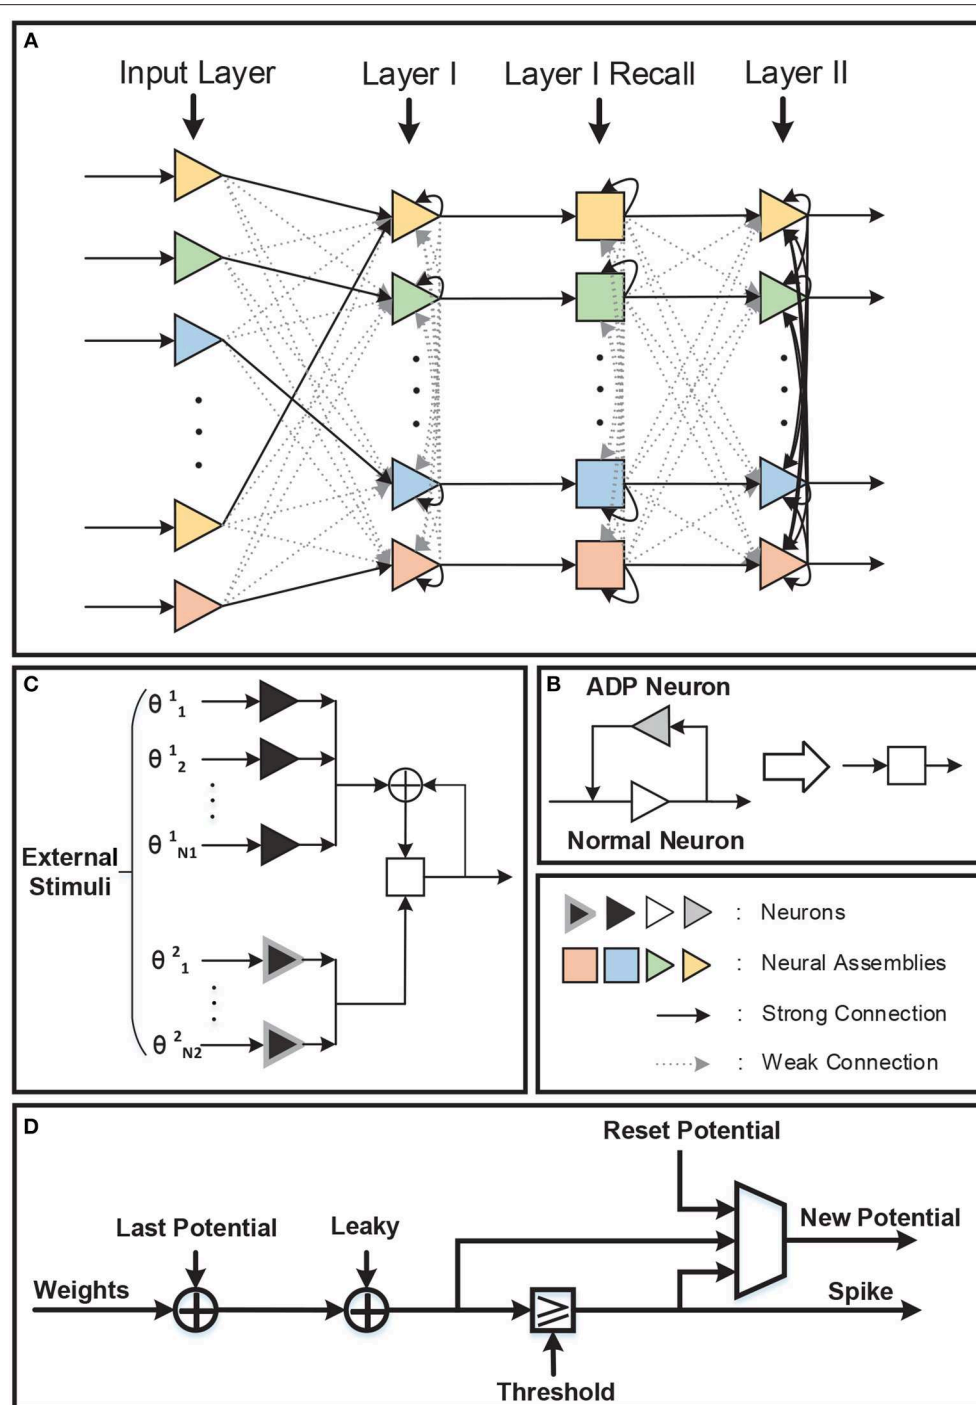 A
Input Layer
Layer I
Layer I Recall
Layer II
C
θ 1 1
θ 1 2
θ 1 N1
External
Stimuli
θ 2 1
θ 2 N2
B
ADP Neuron
Normal Neuron
: Neurons
: Neural Assemblies
: Strong Connection
: Weak Connection
D
Reset Potential
Last Potential
Leaky
New Potential
Weights
Spike
Threshold